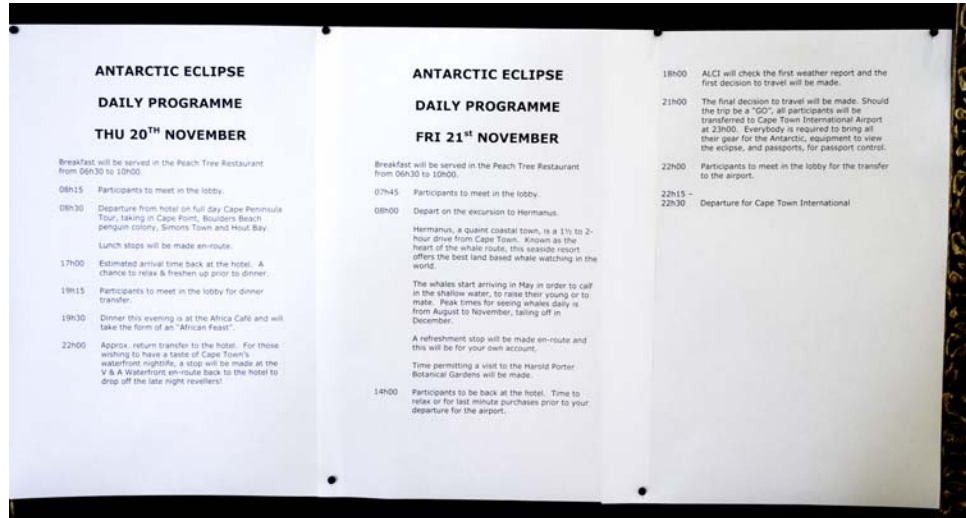 ANTARCTIC ECLIPSE
DAILY PROGRAMME
THU 20TH NOVEMBER
Breakfast will be served in the Peach Tree Restaurant
from 06h30 to 10h00.
08h15 Participants to meet in the lobby.
08h30 Departure from hotel on full day Cape Peninsula
Tour, taking in Cape Point, Boulders Beach
penguin colony, Simons Town and Hout Bay.
Lunch stops will be made en-route.
17h00 Estimated arrival time back at the hotel. A
chance to relax & freshen up prior to dinner.
19h15 Participants to meet in the lobby for dinner
transfer.
19h30 Dinner this evening is at the Africa Café and will
take the form of an "African Feast".
22h00 Approx. return transfer to the hotel. For those
wishing to have a taste of Cape Town's
waterfront nightlife, a stop will be made at the
V & A Waterfront en-route back to the hotel to
drop off the late night revellers!
ANTARCTIC ECLIPSE
DAILY PROGRAMME
FRI 21st NOVEMBER
Breakfast will be served in the Peach Tree Restaurant
from 06h30 to 10h00.
07h45 Participants to meet in the lobby.
08h00 Depart on the excursion to Hermanus.
Hermanus, a quaint coastal town, is a 1½ to 2-
hour drive from Cape Town. Known as the
heart of the whale route, this seaside resort
offers the best land based whale watching in the
world.
The whales start arriving in May in order to calf
in the shallow water, to raise their young or to
mate. Peak times for seeing whales daily is
from August to November, tailing off in
December.
A refreshment stop will be made en-route and
this will be for your own account.
Time permitting a visit to the Harold Porter
Botanical Gardens will be made.
14h00 Participants to be back at the hotel. Time to
relax or for last minute purchases prior to your
departure for the airport.
18h00 ALCI will check the first weather report and the
first decision to travel will be made.
21h00 The final decision to travel will be made. Should
the trip be a "GO", all participants will be
transferred to Cape Town International Airport
at 23h00. Everybody is required to bring all
their gear for the Antarctic, equipment to view
the eclipse, and passports, for passport control.
22h00 Participants to meet in the lobby for the transfer
to the airport.
22h15 –
22h30 Departure for Cape Town International